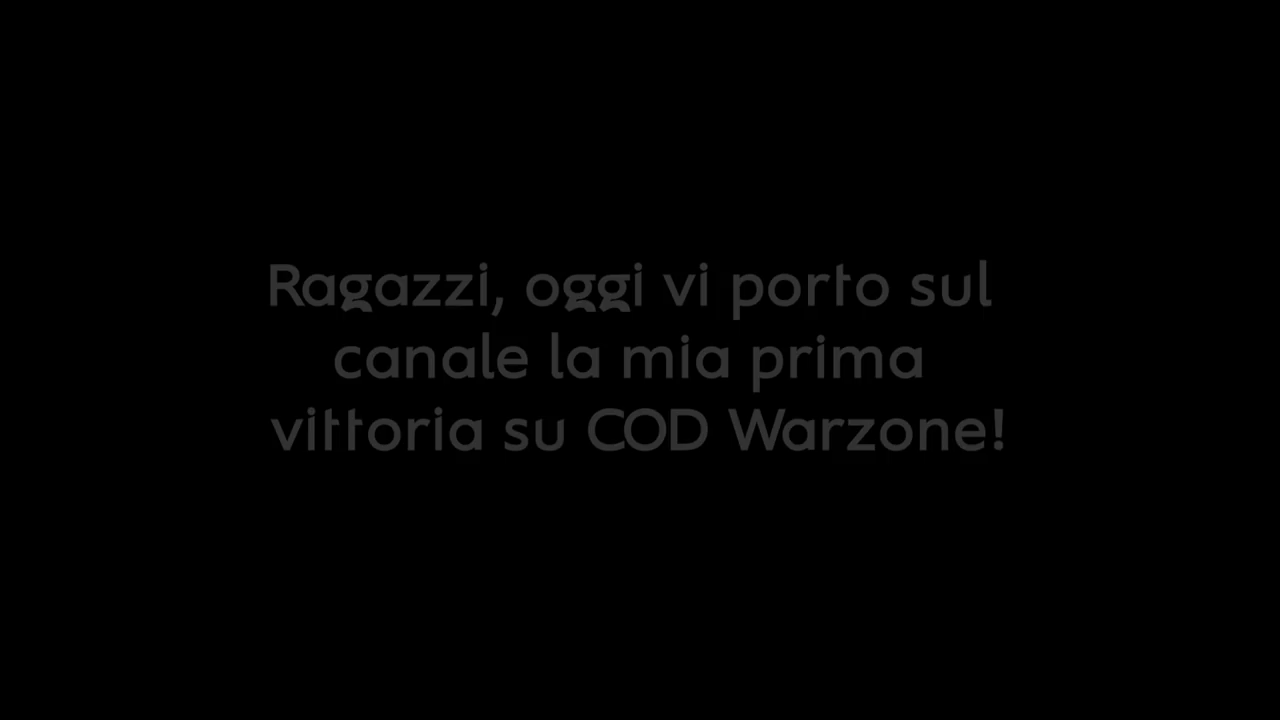 Ragazzi, oggi vi porto sul
canale la mia prima
vittoria su COD Warzone!